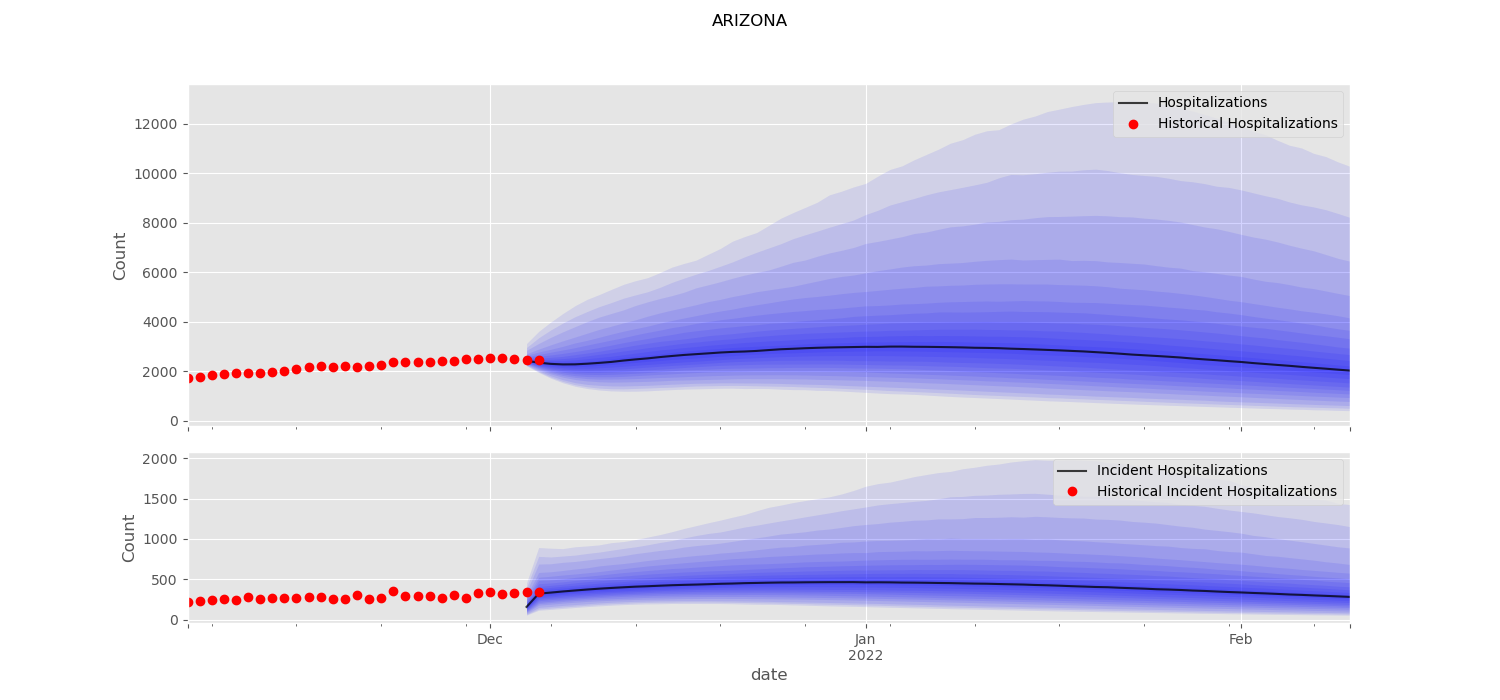 ARIZONA
Hospitalizations
Historical Hospitalizations
12000
10000
8000
6000
4000
2000
0
Count
Incident Hospitalizations
Historical Incident Hospitalizations
2000
1500
1000
500
0
Count
Dec
Jan
2022
Feb
date